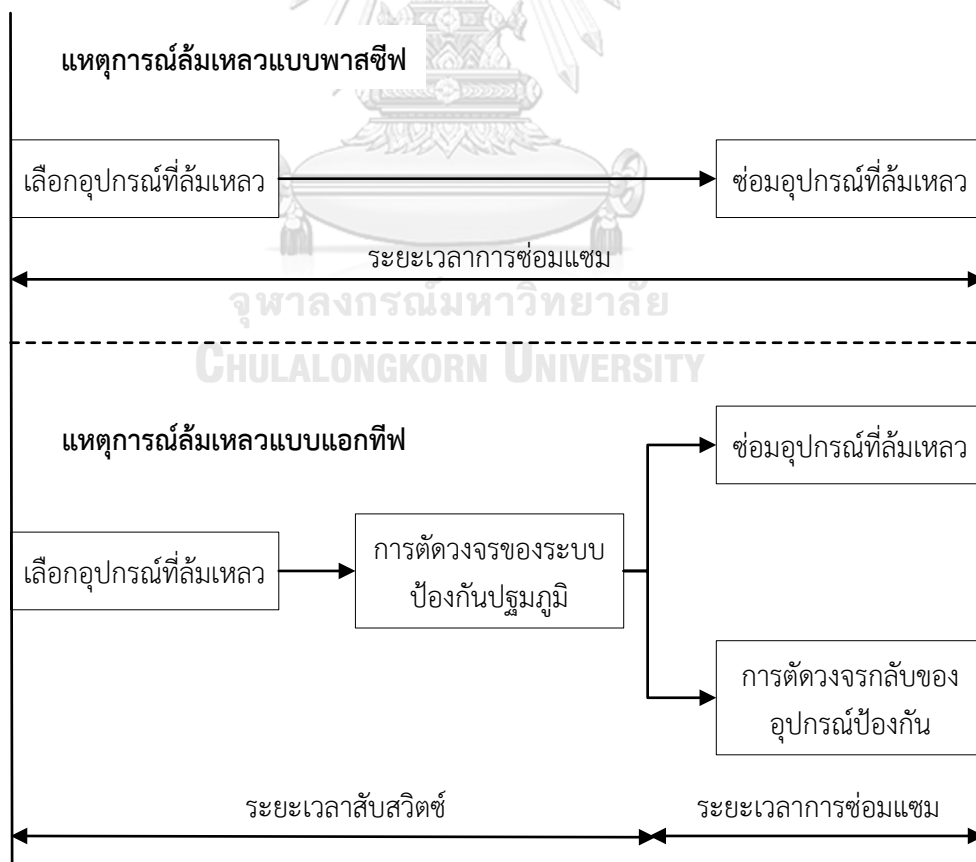 แหตุการณ์ล้มเหลวแบบพาสซีฟ
เลือกอุปกรณ์ที่ล้มเหลว
ซ่อมอุปกรณ์ที่ล้มเหลว
ระยะเวลาการซ่อมแซม
จุฬาลงกรณ์มหาวิทยาลัย
CHULALONGKORN UNIVERSITY
แหตุการณ์ล้มเหลวแบบแอกทีฟ
ซ่อมอุปกรณ์ที่ล้มเหลว
เลือกอุปกรณ์ที่ล้มเหลว
การตัดวงจรของระบบ
ป้องกันปฐมภูมิ
การตัดวงจรกลับของ
อุปกรณ์ป้องกัน
ระยะเวลาสับสวิตซ์
ระยะเวลาการซ่อมแซม